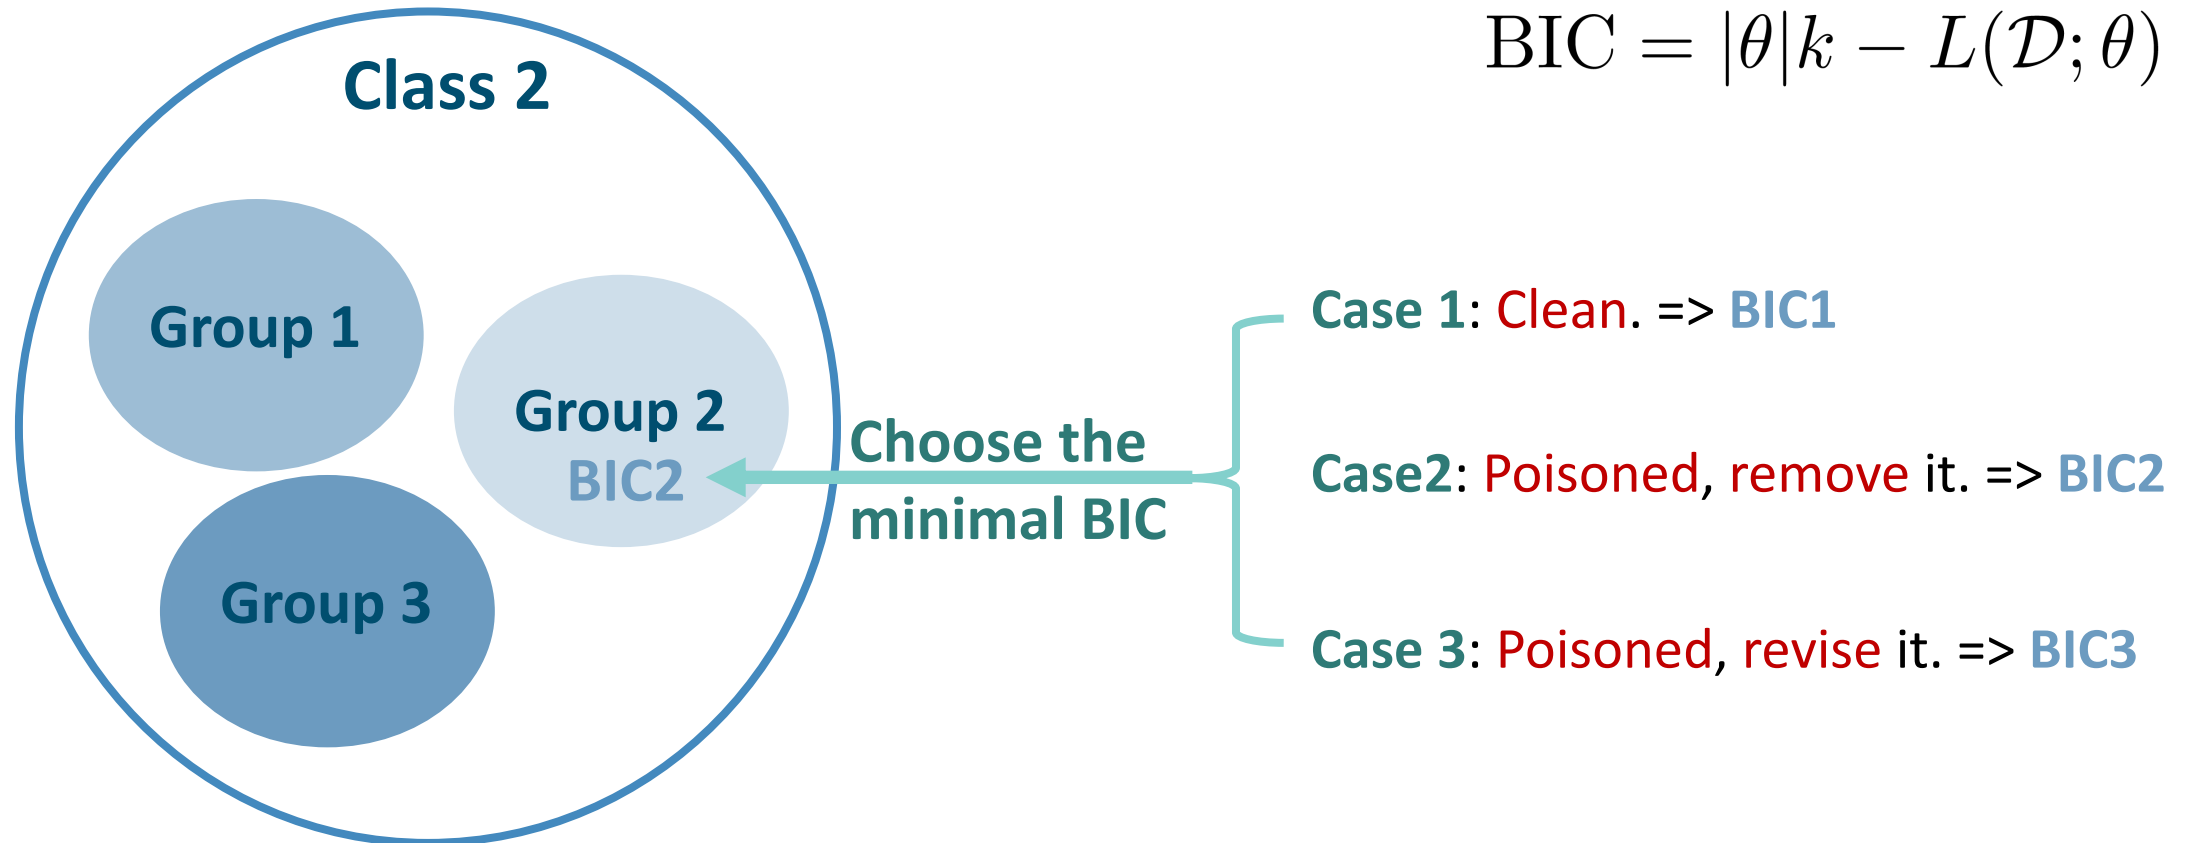 BIC = |θ|k − L(𝒟; θ)
Class 2
Group 1
Group 2
BIC2
Group 3
Choose the
minimal BIC
Case 1: Clean. => BIC1
Case2: Poisoned, remove it. => BIC2
Case 3: Poisoned, revise it. => BIC3